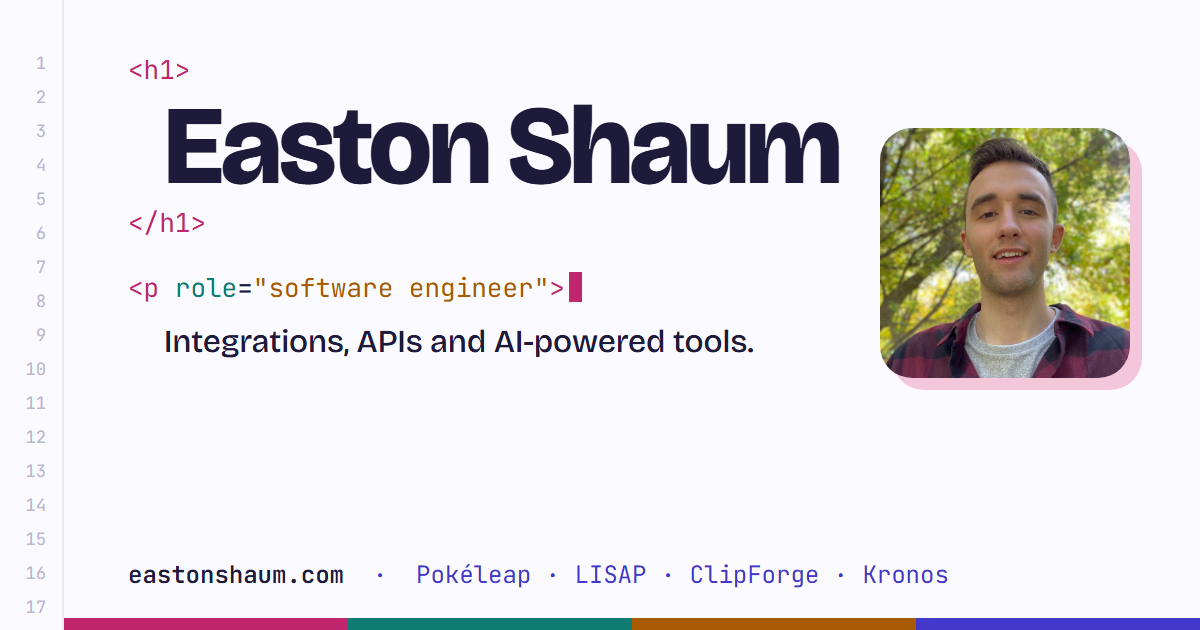 1
2
3
4
5
6
7
8
9
10
11
12
13
14
15
16
17
<h1>
Easton Shaum
</h1>
<p role="software engineer">
Integrations, APIs and AI-powered tools.
eastonshaum.com · Pokéleap · LISAP · ClipForge · Kronos